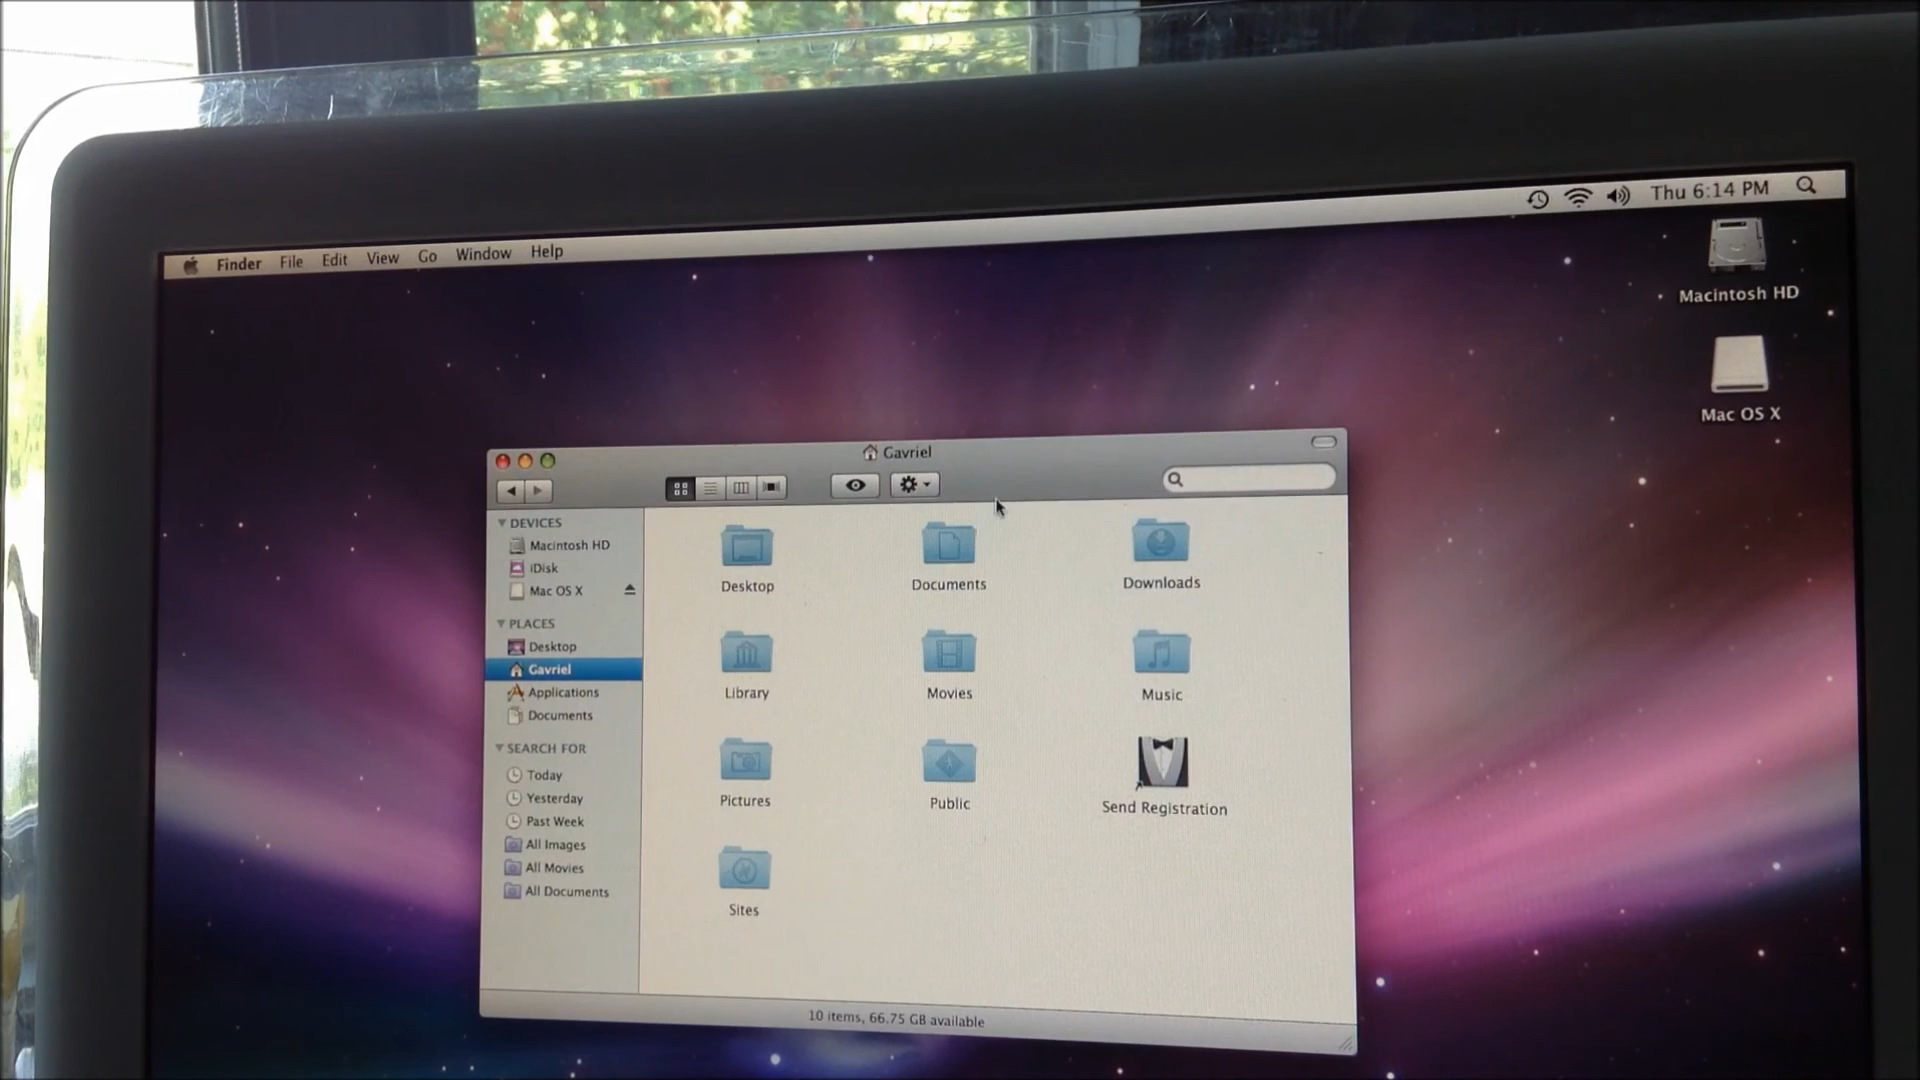 Finder File Edit View Go Window Help
Thu 6:14 PM
Macintosh HD
Mac OS X
Gavriel
DEVICES
Macintosh HD
iDisk
Mac OS X
PLACES
Desktop
Gavriel
Applications
Documents
SEARCH FOR
Today
Yesterday
Past Week
All Images
All Movies
All Documents
Desktop Documents Downloads
Library Movies Music
Pictures Public Send Registration
Sites
10 items, 66.75 GB available